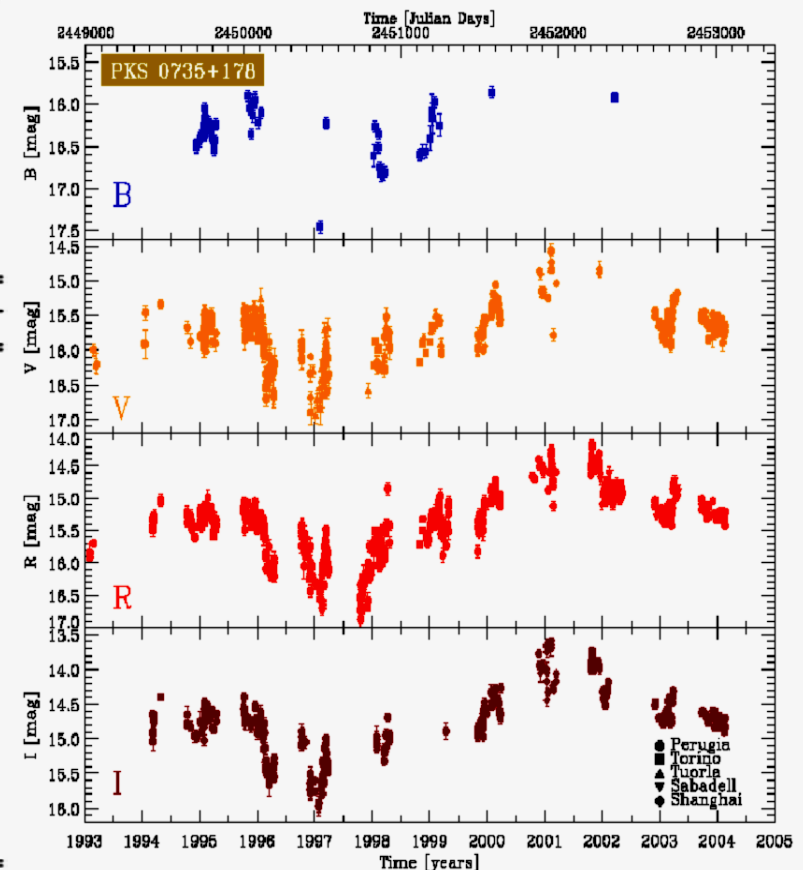 Time [Julian Days]
2449000 2450000 2451000 2452000 2453000
PKS 0735+178
15.5
16.0
16.5
17.0
17.5
B [mag]
B
14.5
15.0
15.5
16.0
16.5
17.0
V [mag]
V
14.0
14.5
15.0
15.5
16.0
16.5
17.0
R [mag]
R
13.5
14.0
14.5
15.0
15.5
16.0
I [mag]
I
Perugia
Torino
Tuorla
Sabadell
Shanghai
1993 1994 1995 1996 1997 1998 1999 2000 2001 2002 2003 2004 2005
Time [years]